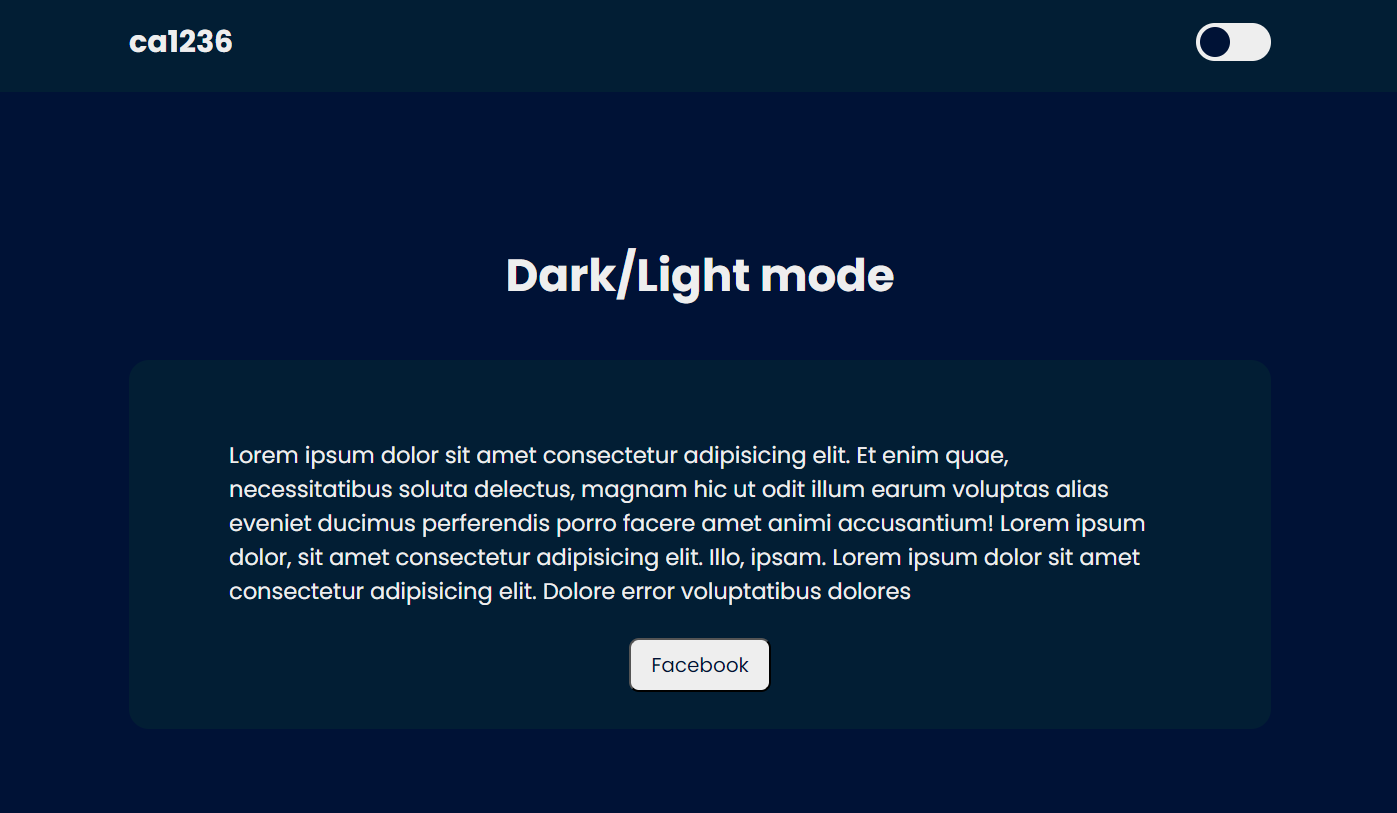 ca1236
Dark/Light mode
Lorem ipsum dolor sit amet consectetur adipisicing elit. Et enim quae,
necessitatibus soluta delectus, magnam hic ut odit illum earum voluptas alias
eveniet ducimus perferendis porro facere amet animi accusantium! Lorem ipsum
dolor, sit amet consectetur adipisicing elit. Illo, ipsam. Lorem ipsum dolor sit amet
consectetur adipisicing elit. Dolore error voluptatibus dolores
Facebook